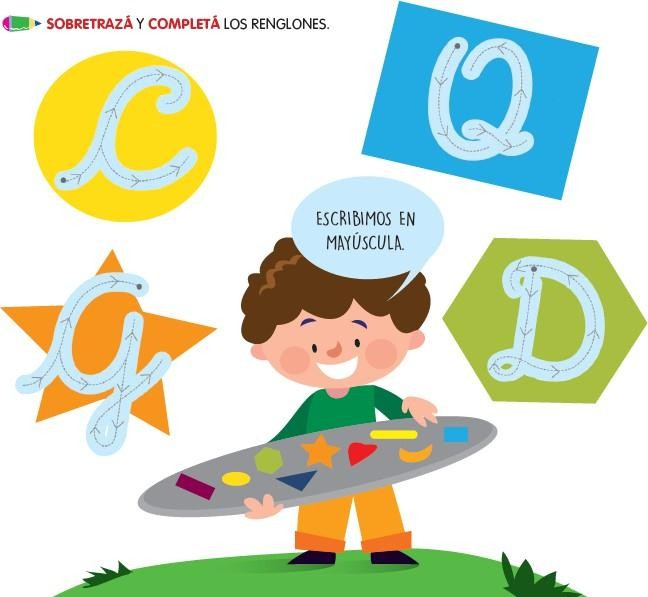 SOBRETRAZÁ Y COMPLETÁ LOS RENGLONES.
C
Q
ESCRIBIMOS EN
MAYÚSCULA.
G
D